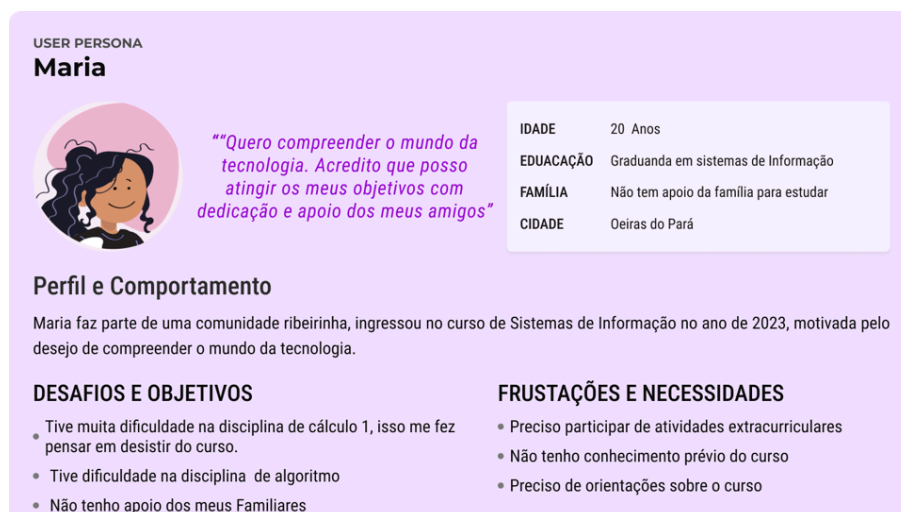 USER PERSONA
Maria
““Quero compreender o mundo da
tecnologia. Acredito que posso
atingir os meus objetivos com
dedicação e apoio dos meus amigos”
IDADE 20 Anos
EDUACAÇÃO Graduanda em sistemas de Informação
FAMÍLIA Não tem apoio da família para estudar
CIDADE Oeiras do Pará
Perfil e Comportamento
Maria faz parte de uma comunidade ribeirinha, ingressou no curso de Sistemas de Informação no ano de 2023, motivada pelo
desejo de compreender o mundo da tecnologia.
DESAFIOS E OBJETIVOS
• Tive muita dificuldade na disciplina de cálculo 1, isso me fez
pensar em desistir do curso.
• Tive dificuldade na disciplina de algoritmo
• Não tenho apoio dos meus Familiares
FRUSTAÇÕES E NECESSIDADES
• Preciso participar de atividades extracurriculares
• Não tenho conhecimento prévio do curso
• Preciso de orientações sobre o curso